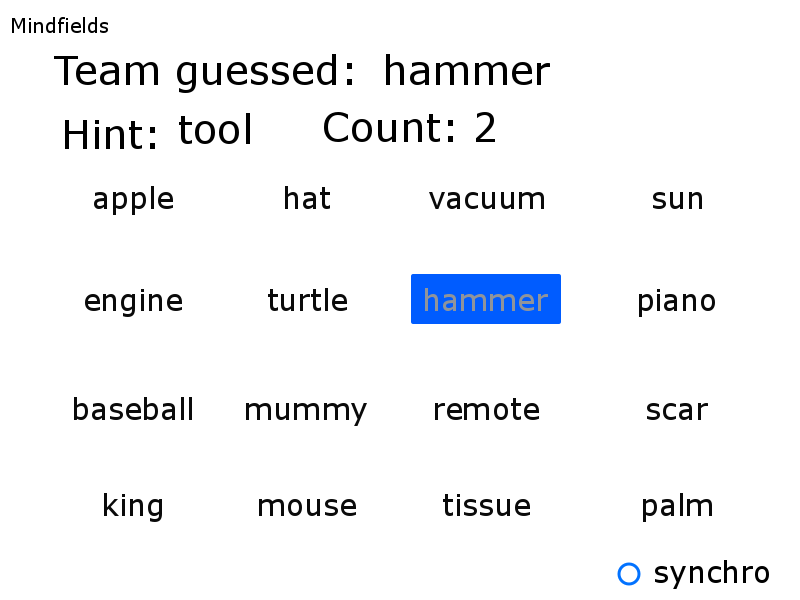 Mindfields
Team guessed: hammer
Hint: tool Count: 2
apple hat vacuum sun
engine turtle hammer piano
baseball mummy remote scar
king mouse tissue palm
synchro